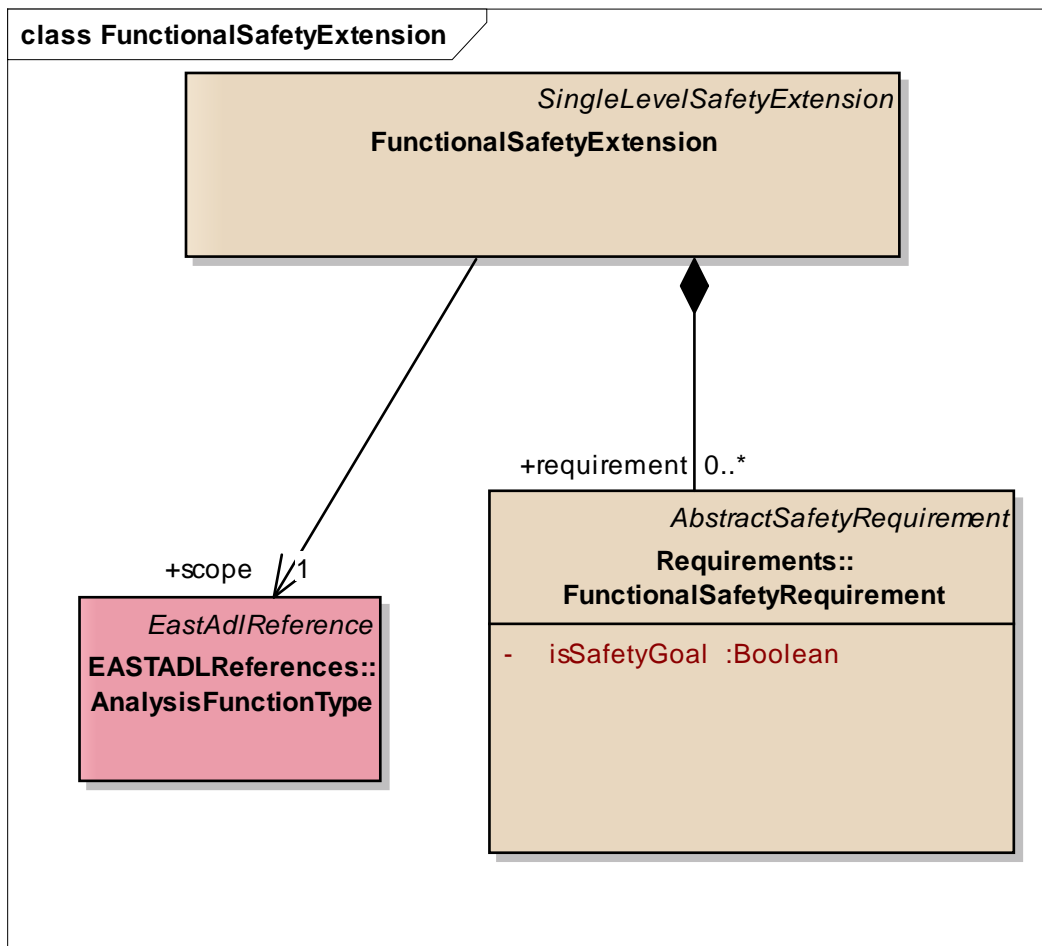 class FunctionalSafetyExtension
SingleLevelSafetyExtension
FunctionalSafetyExtension
+requirement 0..*
+scope 1
AbstractSafetyRequirement
Requirements::
FunctionalSafetyRequirement
- isSafetyGoal :Boolean
EastAdlReference
EASTADLReferences::
AnalysisFunctionType